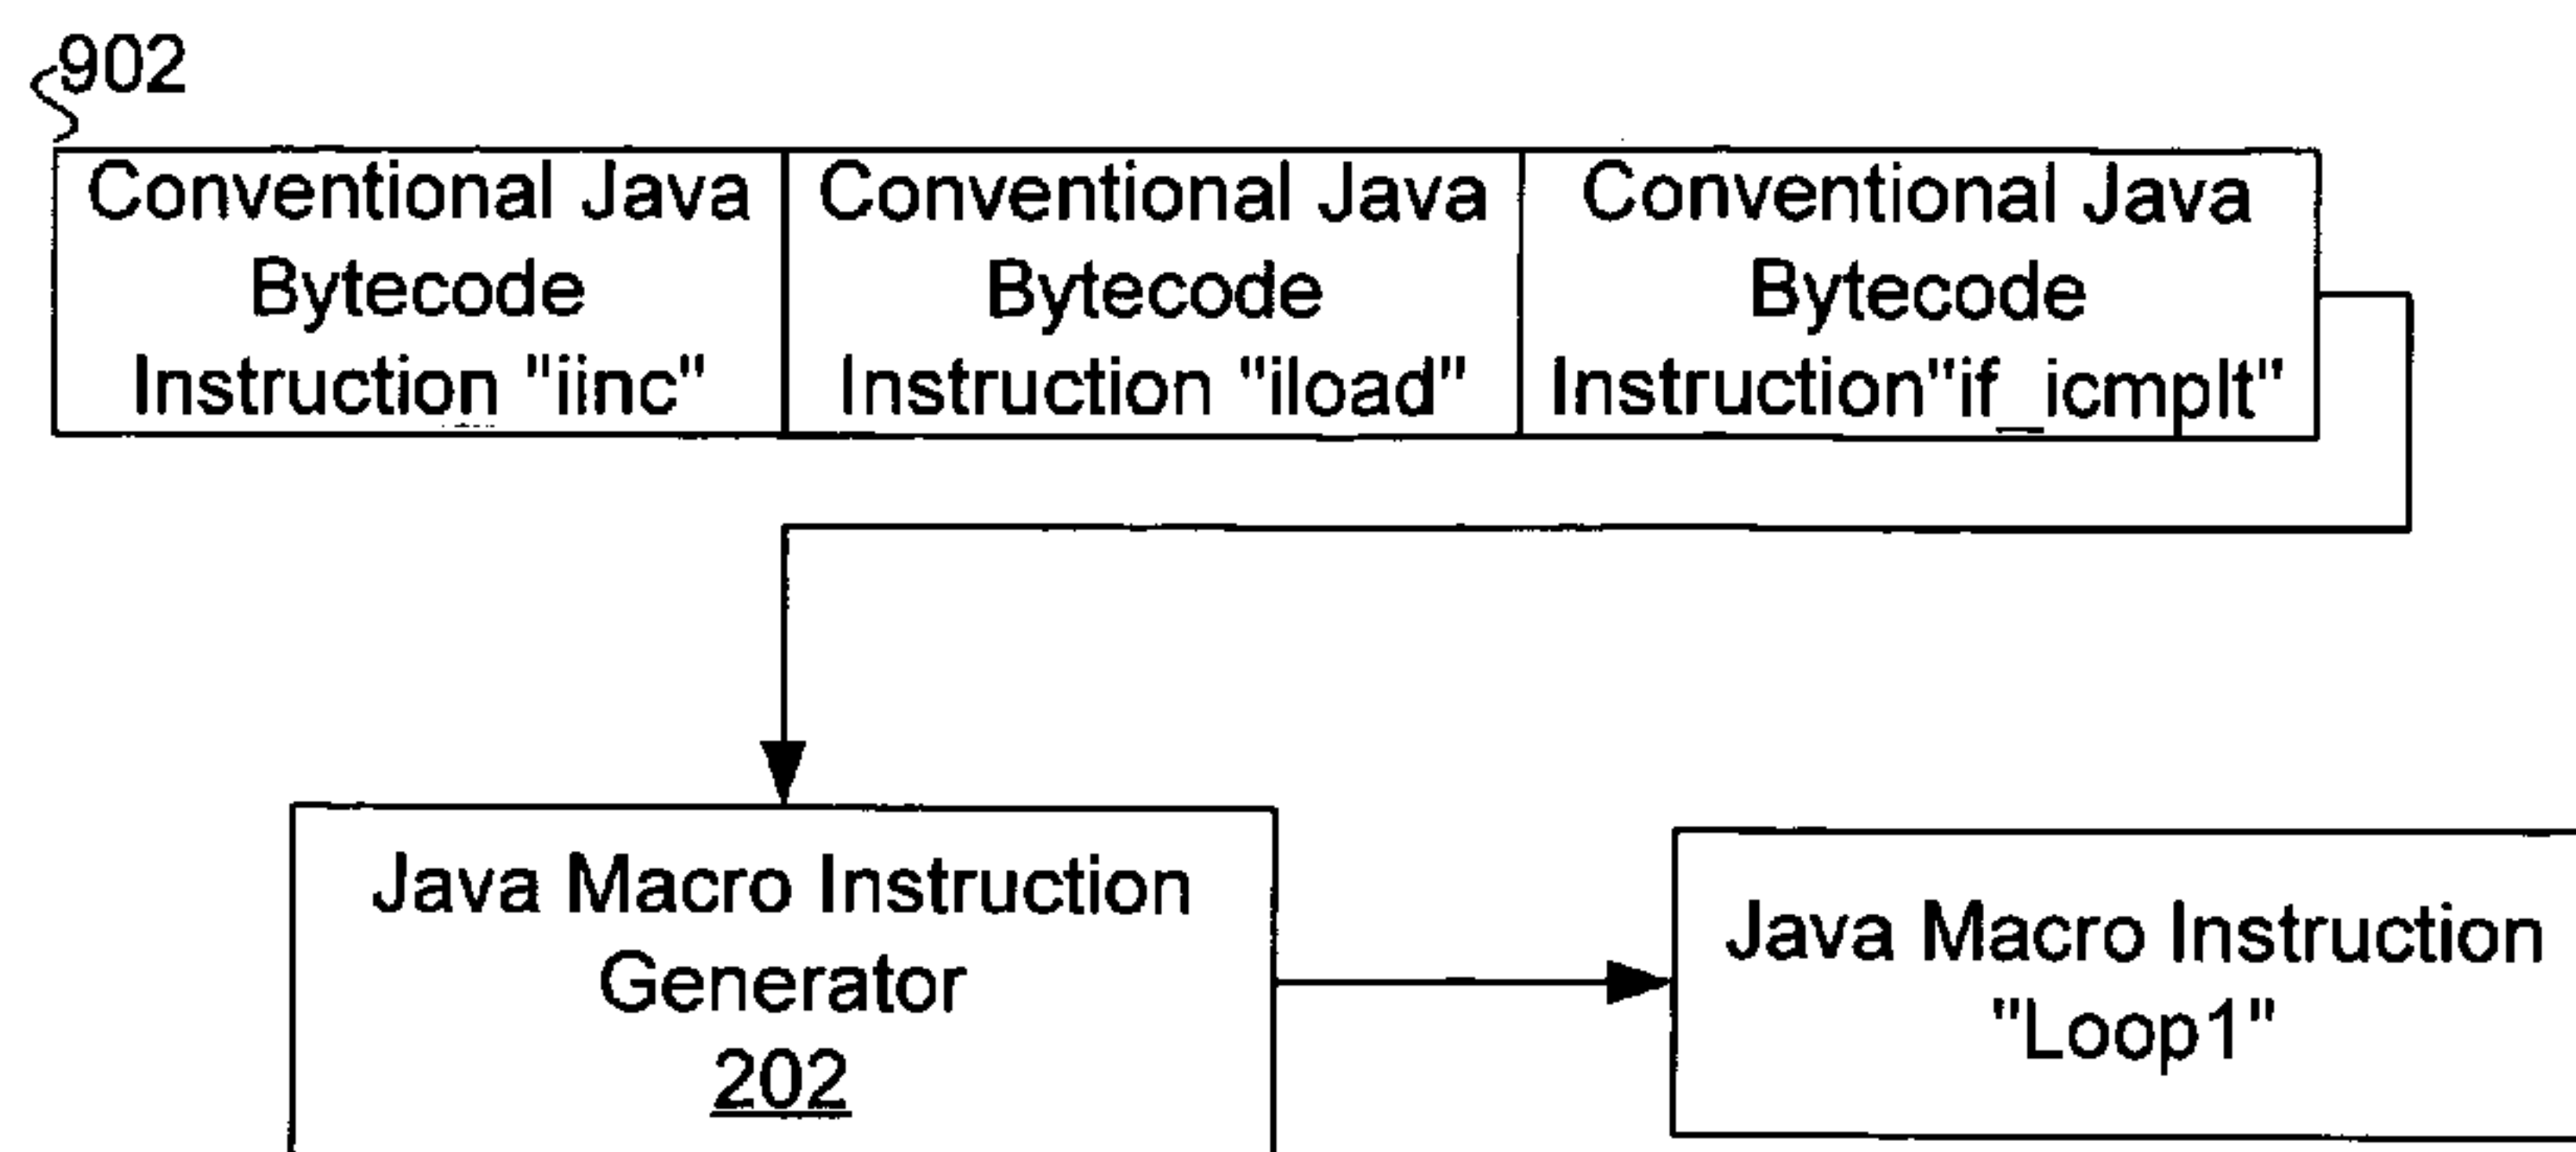 902
Conventional Java
Bytecode
Instruction "iinc"
Conventional Java
Bytecode
Instruction "iload"
Conventional Java
Bytecode
Instruction"if_icmplt"
Java Macro Instruction
Generator
202
Java Macro Instruction
"Loop1"